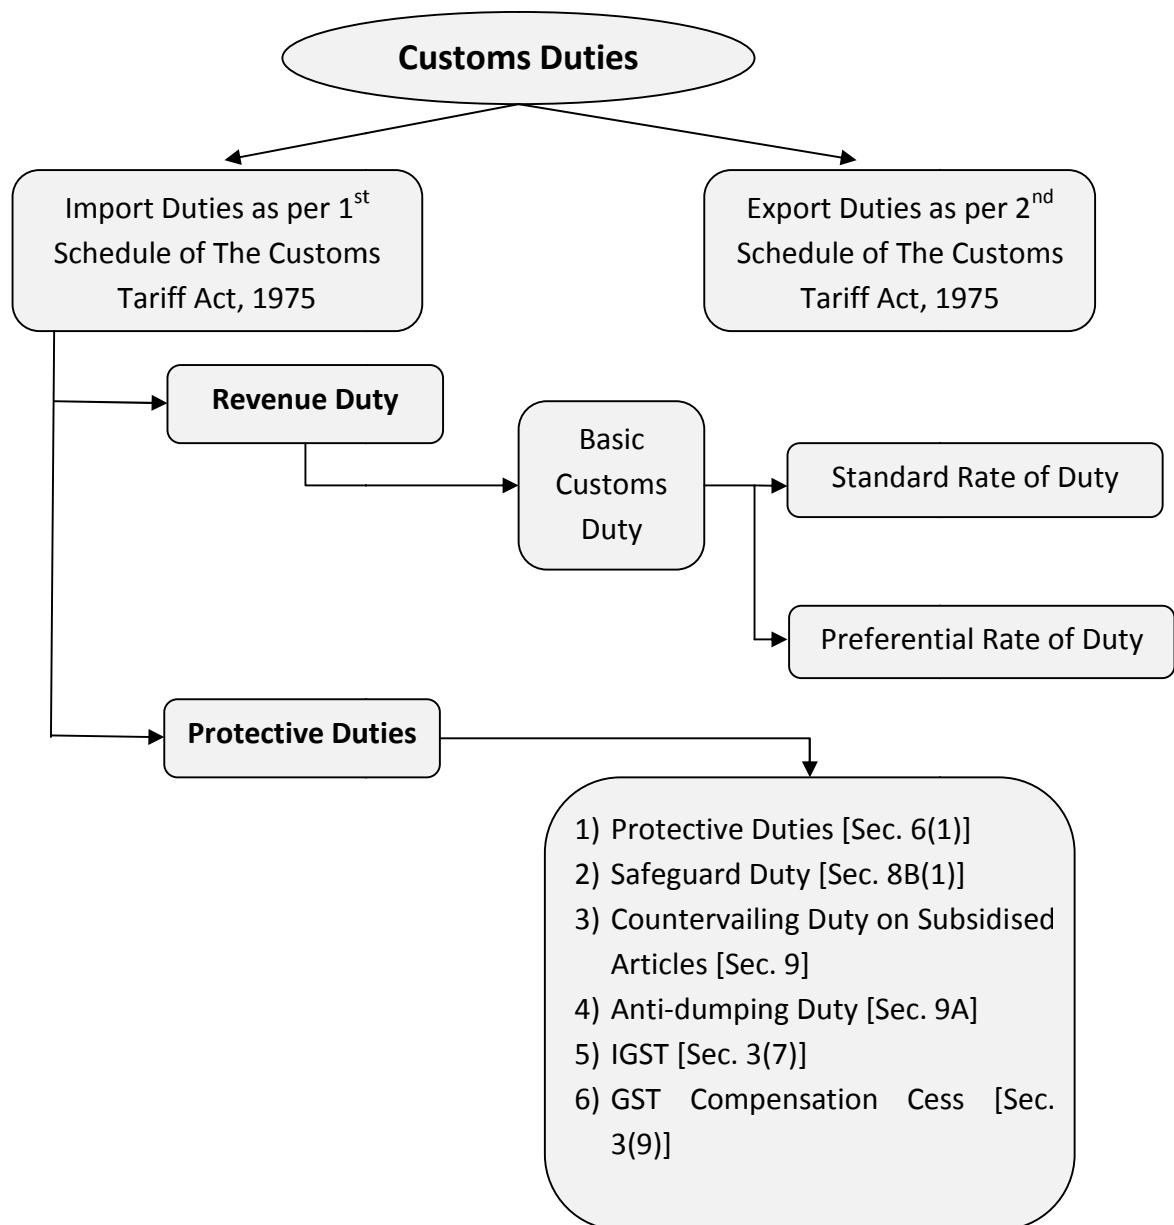 Customs Duties
Import Duties as per 1st
Schedule of The Customs
Tariff Act, 1975
Export Duties as per 2nd
Schedule of The Customs
Tariff Act, 1975
Revenue Duty
Basic
Customs
Duty
Standard Rate of Duty
Preferential Rate of Duty
Protective Duties
1) Protective Duties [Sec. 6(1)]
2) Safeguard Duty [Sec. 8B(1)]
3) Countervailing Duty on Subsidised
Articles [Sec. 9]
4) Anti-dumping Duty [Sec. 9A]
5) IGST [Sec. 3(7)]
6) GST Compensation Cess [Sec.
3(9)]